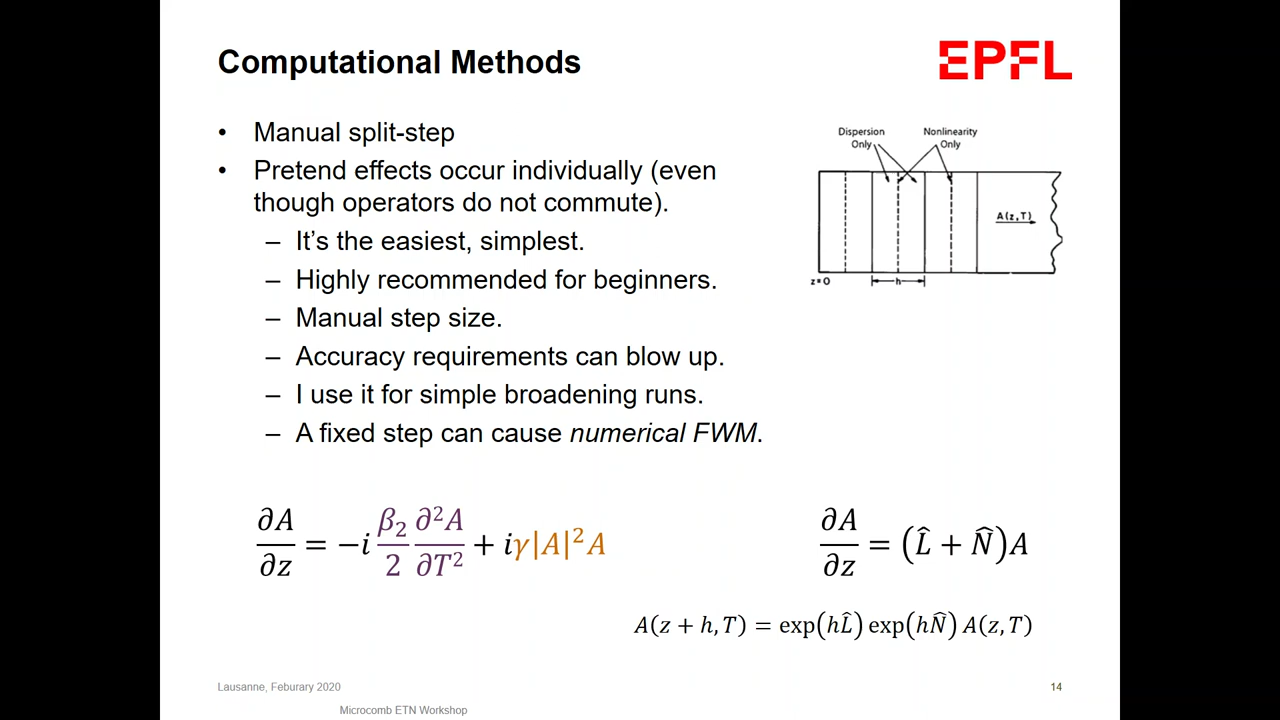 Computational Methods
EPFL
• Manual split-step
• Pretend effects occur individually (even
though operators do not commute).
– It's the easiest, simplest.
– Highly recommended for beginners.
– Manual step size.
– Accuracy requirements can blow up.
– I use it for simple broadening runs.
– A fixed step can cause numerical FWM.
Dispersion Only
Nonlinearity Only
A(z,T)
z=0
h
∂A/∂z = −i β₂/2 ∂²A/∂T² + iγ|A|²A
∂A/∂z = (L̂ + N̂)A
A(z + h, T) = exp(hL̂) exp(hN̂) A(z, T)
Lausanne, Feburary 2020
14
Microcomb ETN Workshop